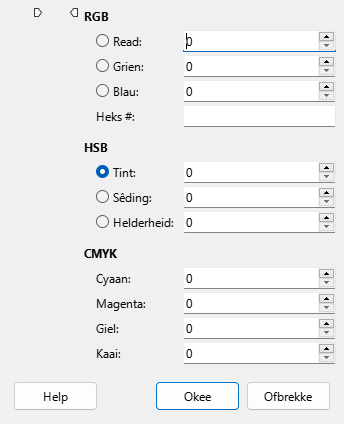 RGB
Read: 0
Grien: 0
Blau: 0
Heks #:
HSB
Tint: 0
Sêding: 0
Helderheid: 0
CMYK
Cyaan: 0
Magenta: 0
Giel: 0
Kaai: 0
Help Okee Ofbrekke